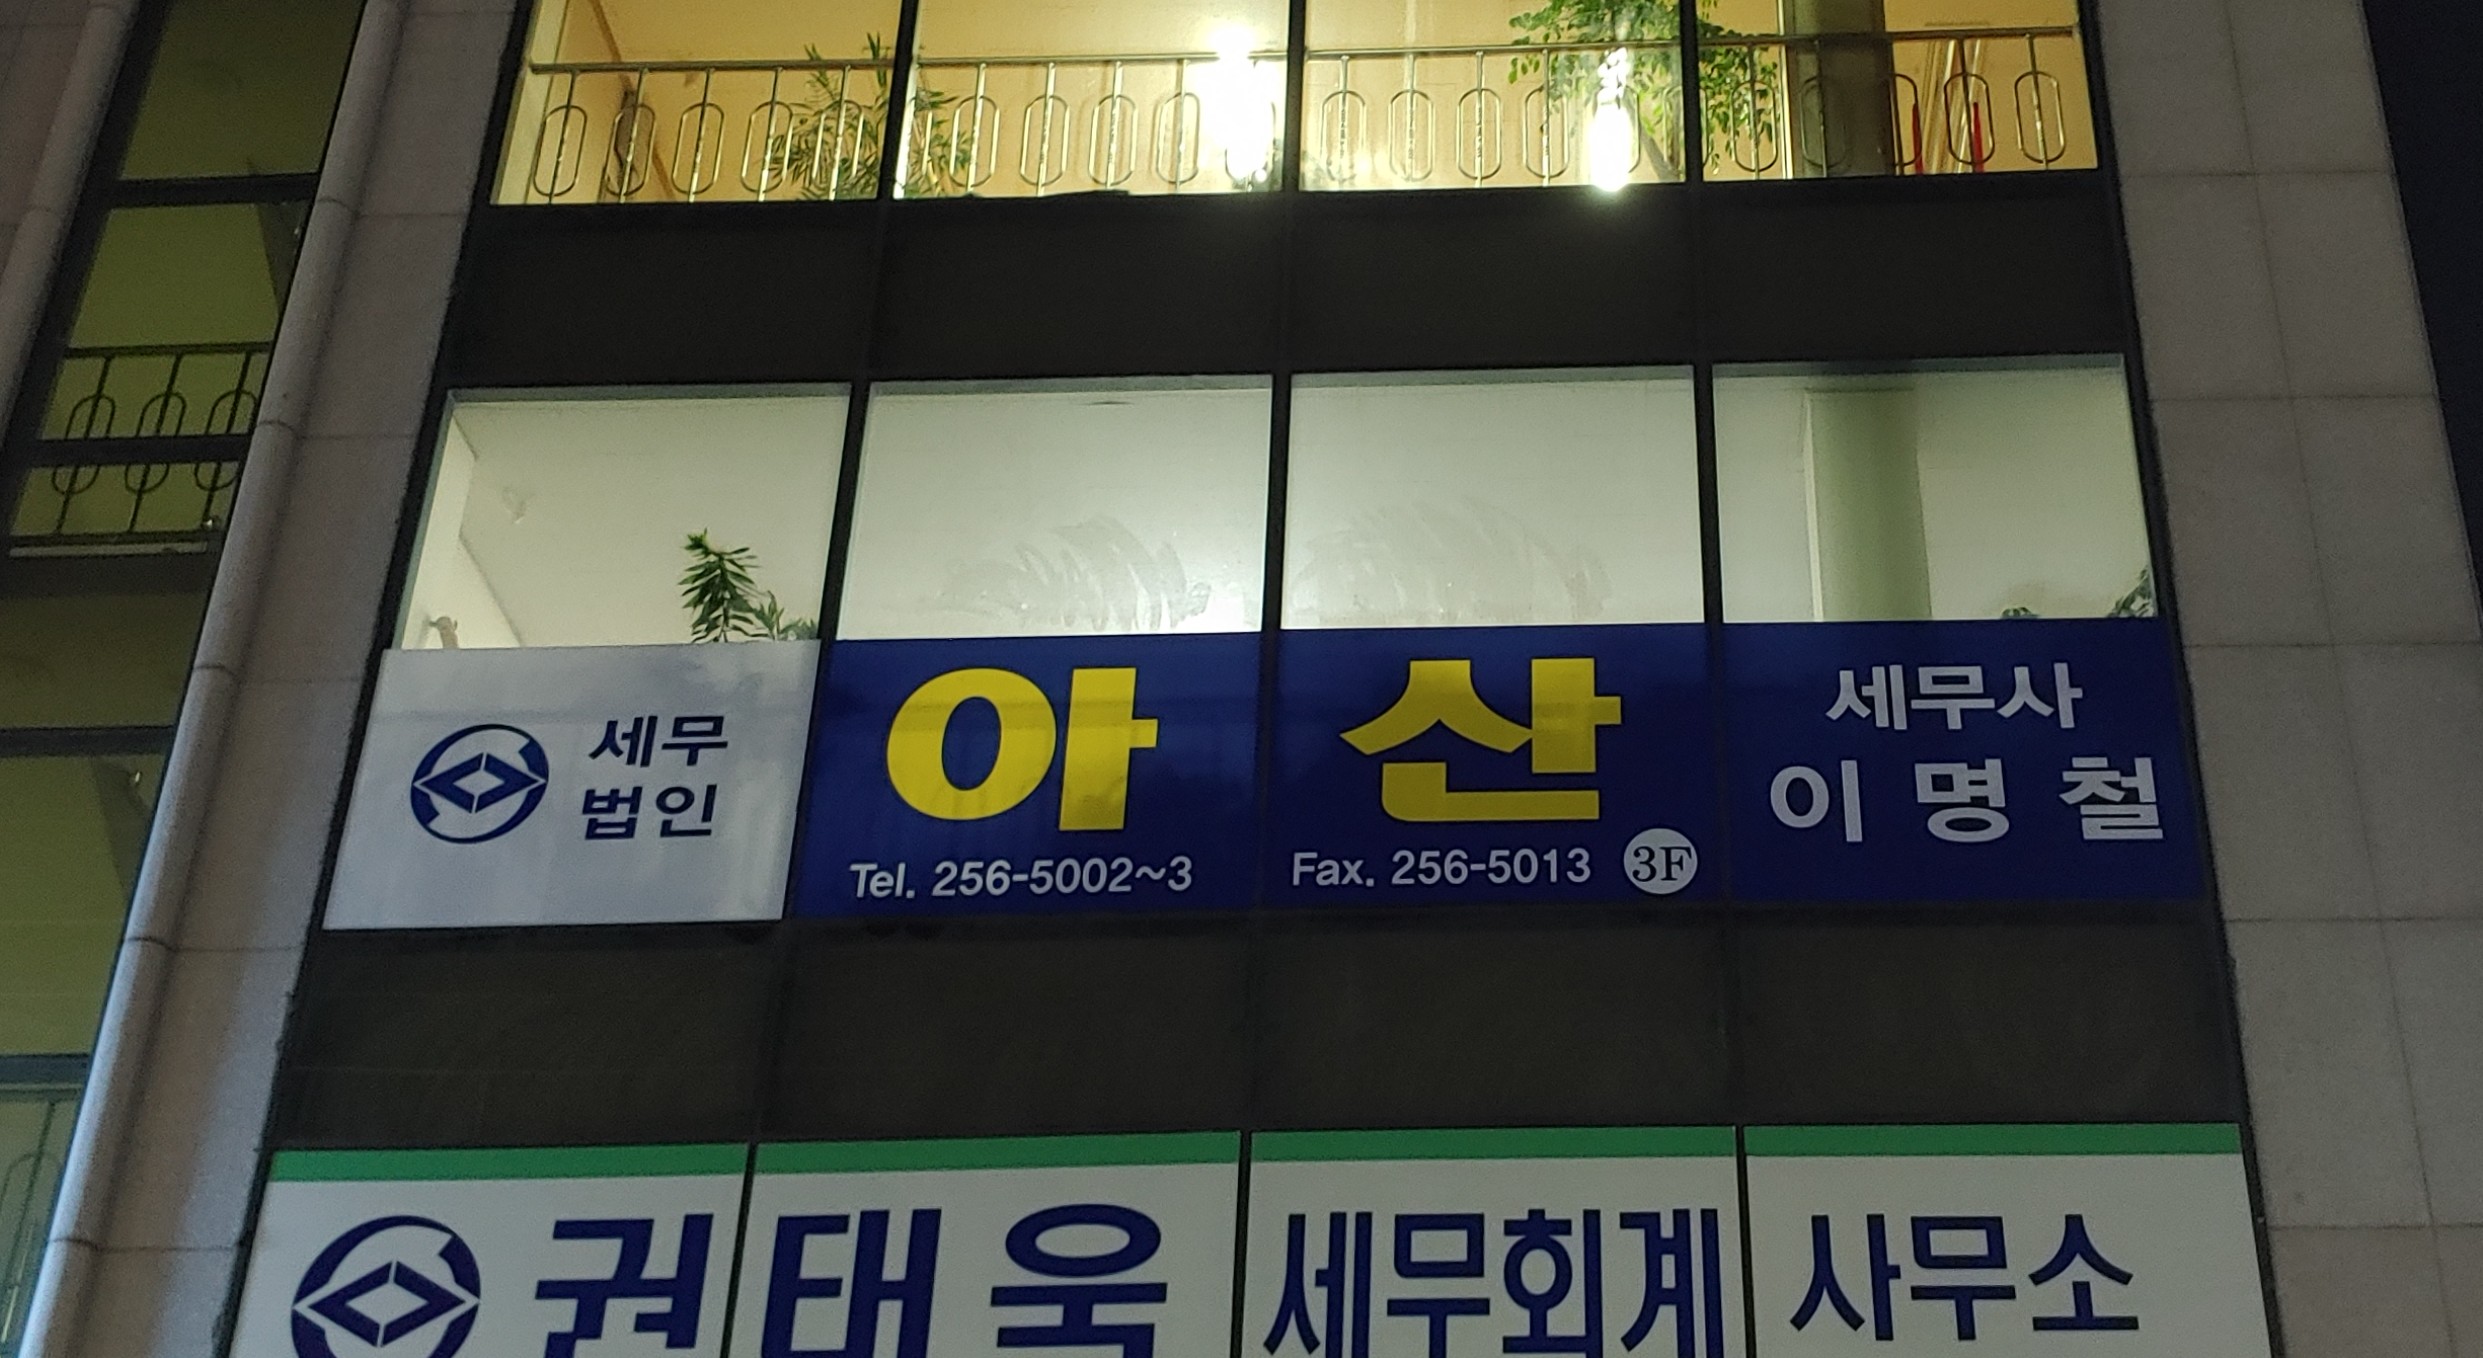 세무
법인
아산
Tel. 256-5002~3
Fax. 256-5013 3F
세무사
이명철
권태욱 세무회계 사무소